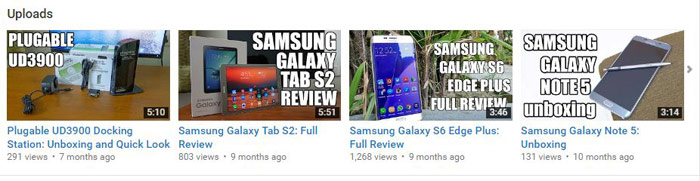 Uploads
PLUGABLE
UD3900
5:10
Plugable UD3900 Docking
Station: Unboxing and Quick Look
291 views • 7 months ago
SAMSUNG
GALAXY
TAB S2
REVIEW
5:51
Samsung Galaxy Tab S2: Full
Review
803 views • 9 months ago
SAMSUNG
GALAXY S6
EDGE PLUS
FULL REVIEW
3:46
Samsung Galaxy S6 Edge Plus:
Full Review
1,268 views • 9 months ago
SAMSUNG
GALAXY
NOTE 5
unboxing
3:14
Samsung Galaxy Note 5:
Unboxing
131 views • 10 months ago